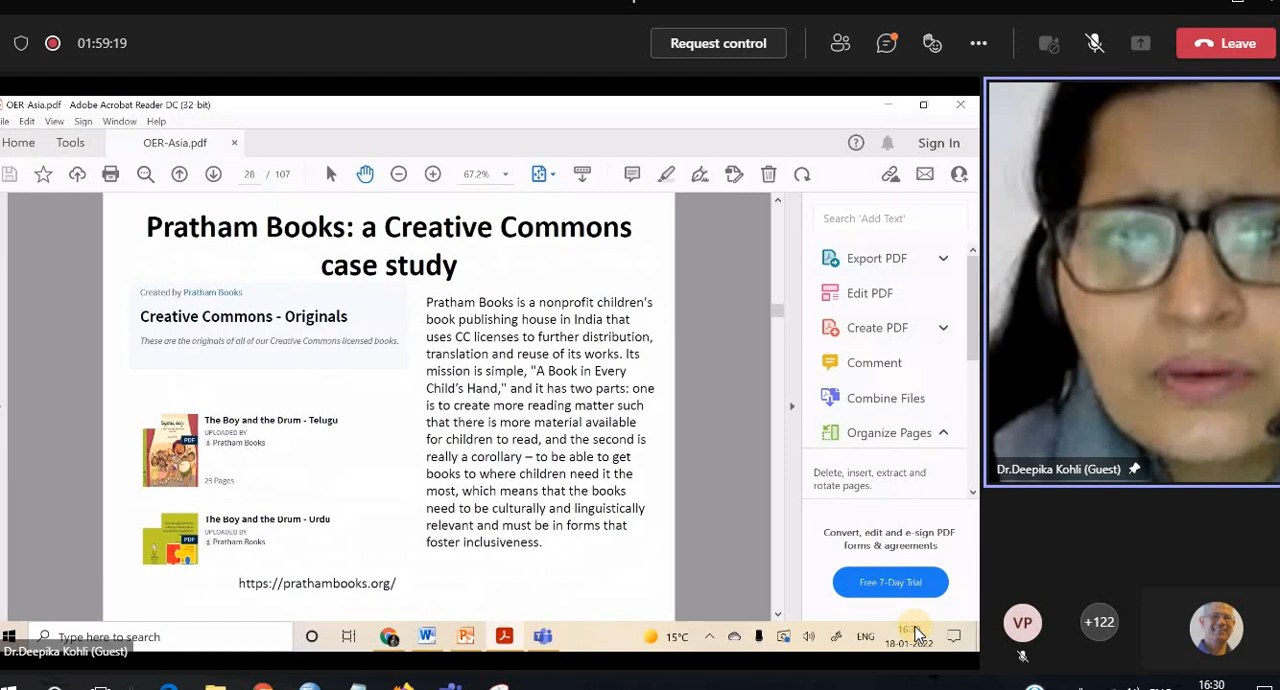 01:59:19
Request control
Leave
OER-Asia.pdf - Adobe Acrobat Reader DC (32-bit)
ile Edit View Sign Window Help
Home Tools OER-Asia.pdf × Sign In
28 / 107 67.2%
Pratham Books: a Creative Commons
case study
Created by Pratham Books
Creative Commons - Originals
These are the originals of all of our Creative Commons licensed books.
The Boy and the Drum - Telugu
UPLOADED BY
Pratham Books
PDF
The Boy and the Drum - Urdu
UPLOADED BY
Pratham Books
PDF
https://prathambooks.org/
Pratham Books is a nonprofit children's
book publishing house in India that
uses CC licenses to further distribution,
translation and reuse of its works. Its
mission is simple, "A Book in Every
Child's Hand," and it has two parts: one
is to create more reading matter such
that there is more material available
for children to read, and the second is
really a corollary – to be able to get
books to where children need it the
most, which means that the books
need to be culturally and linguistically
relevant and must be in forms that
foster inclusiveness.
Search 'Add Text'
Export PDF
Edit PDF
Create PDF
Comment
Combine Files
Organize Pages
Delete, insert, extract and
rotate pages.
Convert, edit and e-sign PDF
forms & agreements
Free 7-Day Trial
Dr.Deepika Kohli (Guest)
VP
+122
Type here to search
15°C
ENG
18-01-2022
Dr.Deepika Kohli (Guest)
16:30